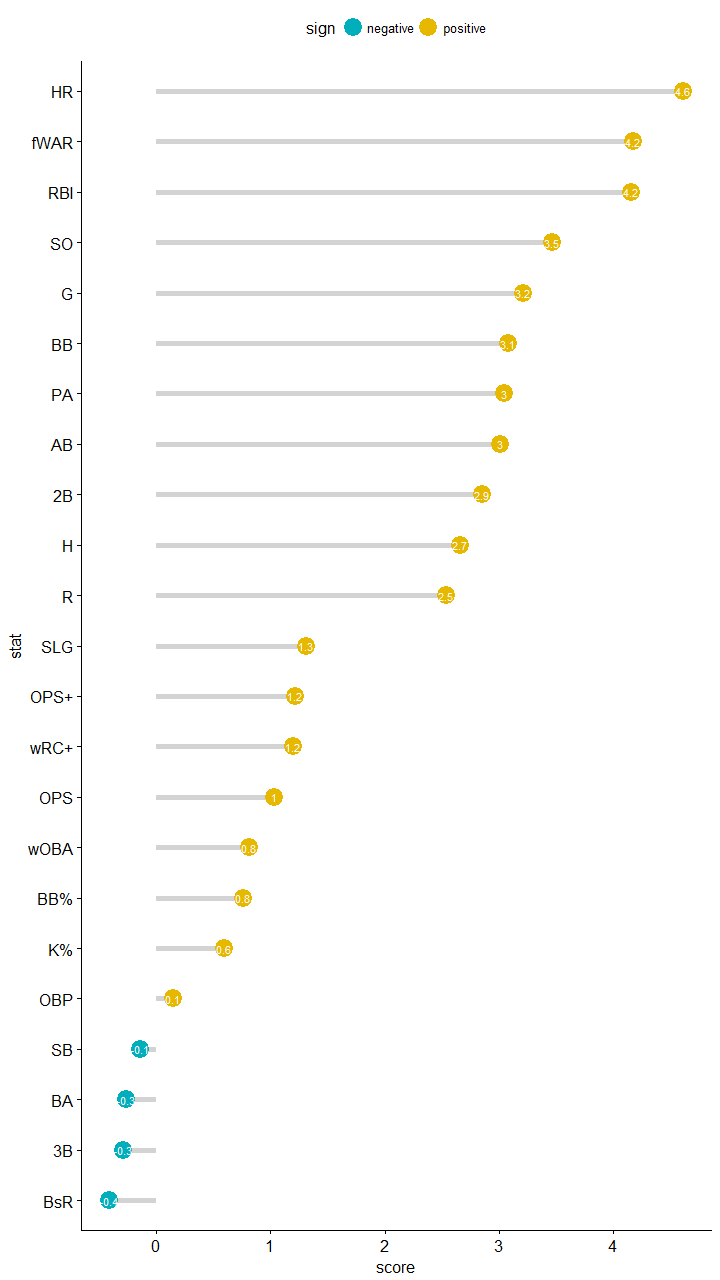 sign negative positive
HR 4.6
fWAR 4.2
RBI 4.2
SO 3.5
G 3.2
BB 3.1
PA 3
AB 3
2B 2.9
H 2.7
R 2.5
stat
SLG 1.3
OPS+ 1.2
wRC+ 1.2
OPS 1
wOBA 0.8
BB% 0.8
K% 0.6
OBP 0.1
SB -0.1
BA -0.3
3B -0.3
BsR -0.4
0 1 2 3 4
score